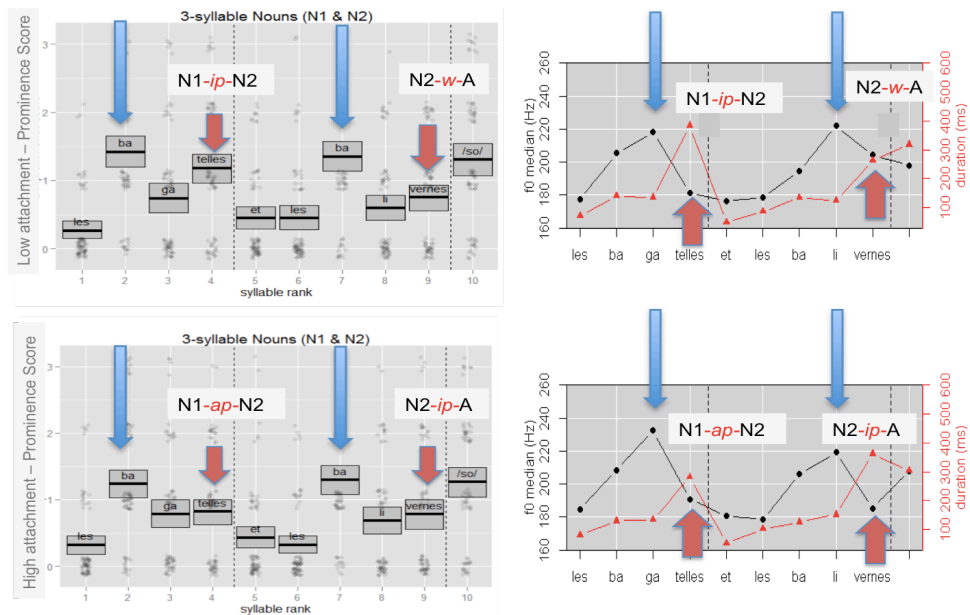 3-syllable Nouns (N1 & N2)
Low attachment – Prominence Score
3
2
1
0
N1-ip-N2
N2-w-A
les
ba
ga
telles
et
les
ba
li
vernes
/so/
1 2 3 4 5 6 7 8 9 10
syllable rank
f0 median (Hz)
260
240
220
200
180
160
N1-ip-N2
N2-w-A
600
500
400
300
200
100
duration (ms)
les ba ga telles et les ba li vernes
3-syllable Nouns (N1 & N2)
High attachment – Prominence Score
3
2
1
0
N1-ap-N2
N2-ip-A
les
ba
ga
telles
et
les
ba
li
vernes
/so/
1 2 3 4 5 6 7 8 9 10
syllable rank
f0 median (Hz)
260
240
220
200
180
160
N1-ap-N2
N2-ip-A
600
500
400
300
200
100
duration (ms)
les ba ga telles et les ba li vernes